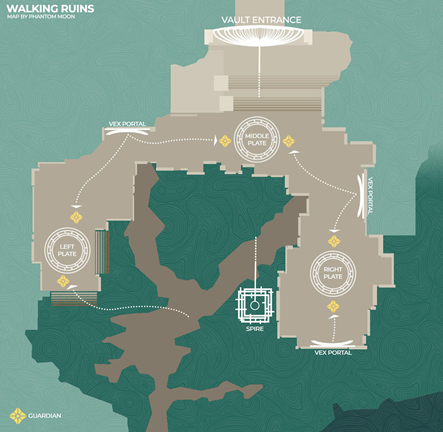 WALKING RUINS
MAP BY PHANTOM MOON
VAULT ENTRANCE
VEX PORTAL
MIDDLE
PLATE
VEX PORTAL
LEFT
PLATE
RIGHT
PLATE
SPIRE
VEX PORTAL
GUARDIAN